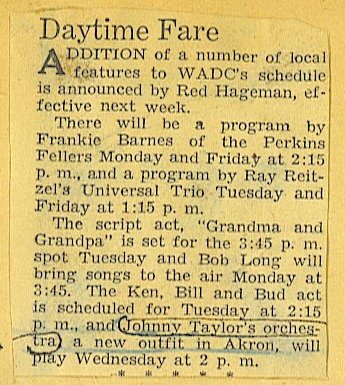 Daytime Fare
ADDITION of a number of local
features to WADC's schedule
is announced by Red Hageman, ef-
fective next week.
There will be a program by
Frankie Barnes of the Perkins
Fellers Monday and Friday at 2:15
p. m., and a program by Ray Reit-
zel's Universal Trio Tuesday and
Friday at 1:15 p. m.
The script act, "Grandma and
Grandpa" is set for the 3:45 p. m.
spot Tuesday and Bob Long will
bring songs to the air Monday at
3:45. The Ken, Bill and Bud act
is scheduled for Tuesday at 2:15
p. m., and Johnny Taylor's orches-
tra, a new outfit in Akron, will
play Wednesday at 2 p. m.
* * * * *